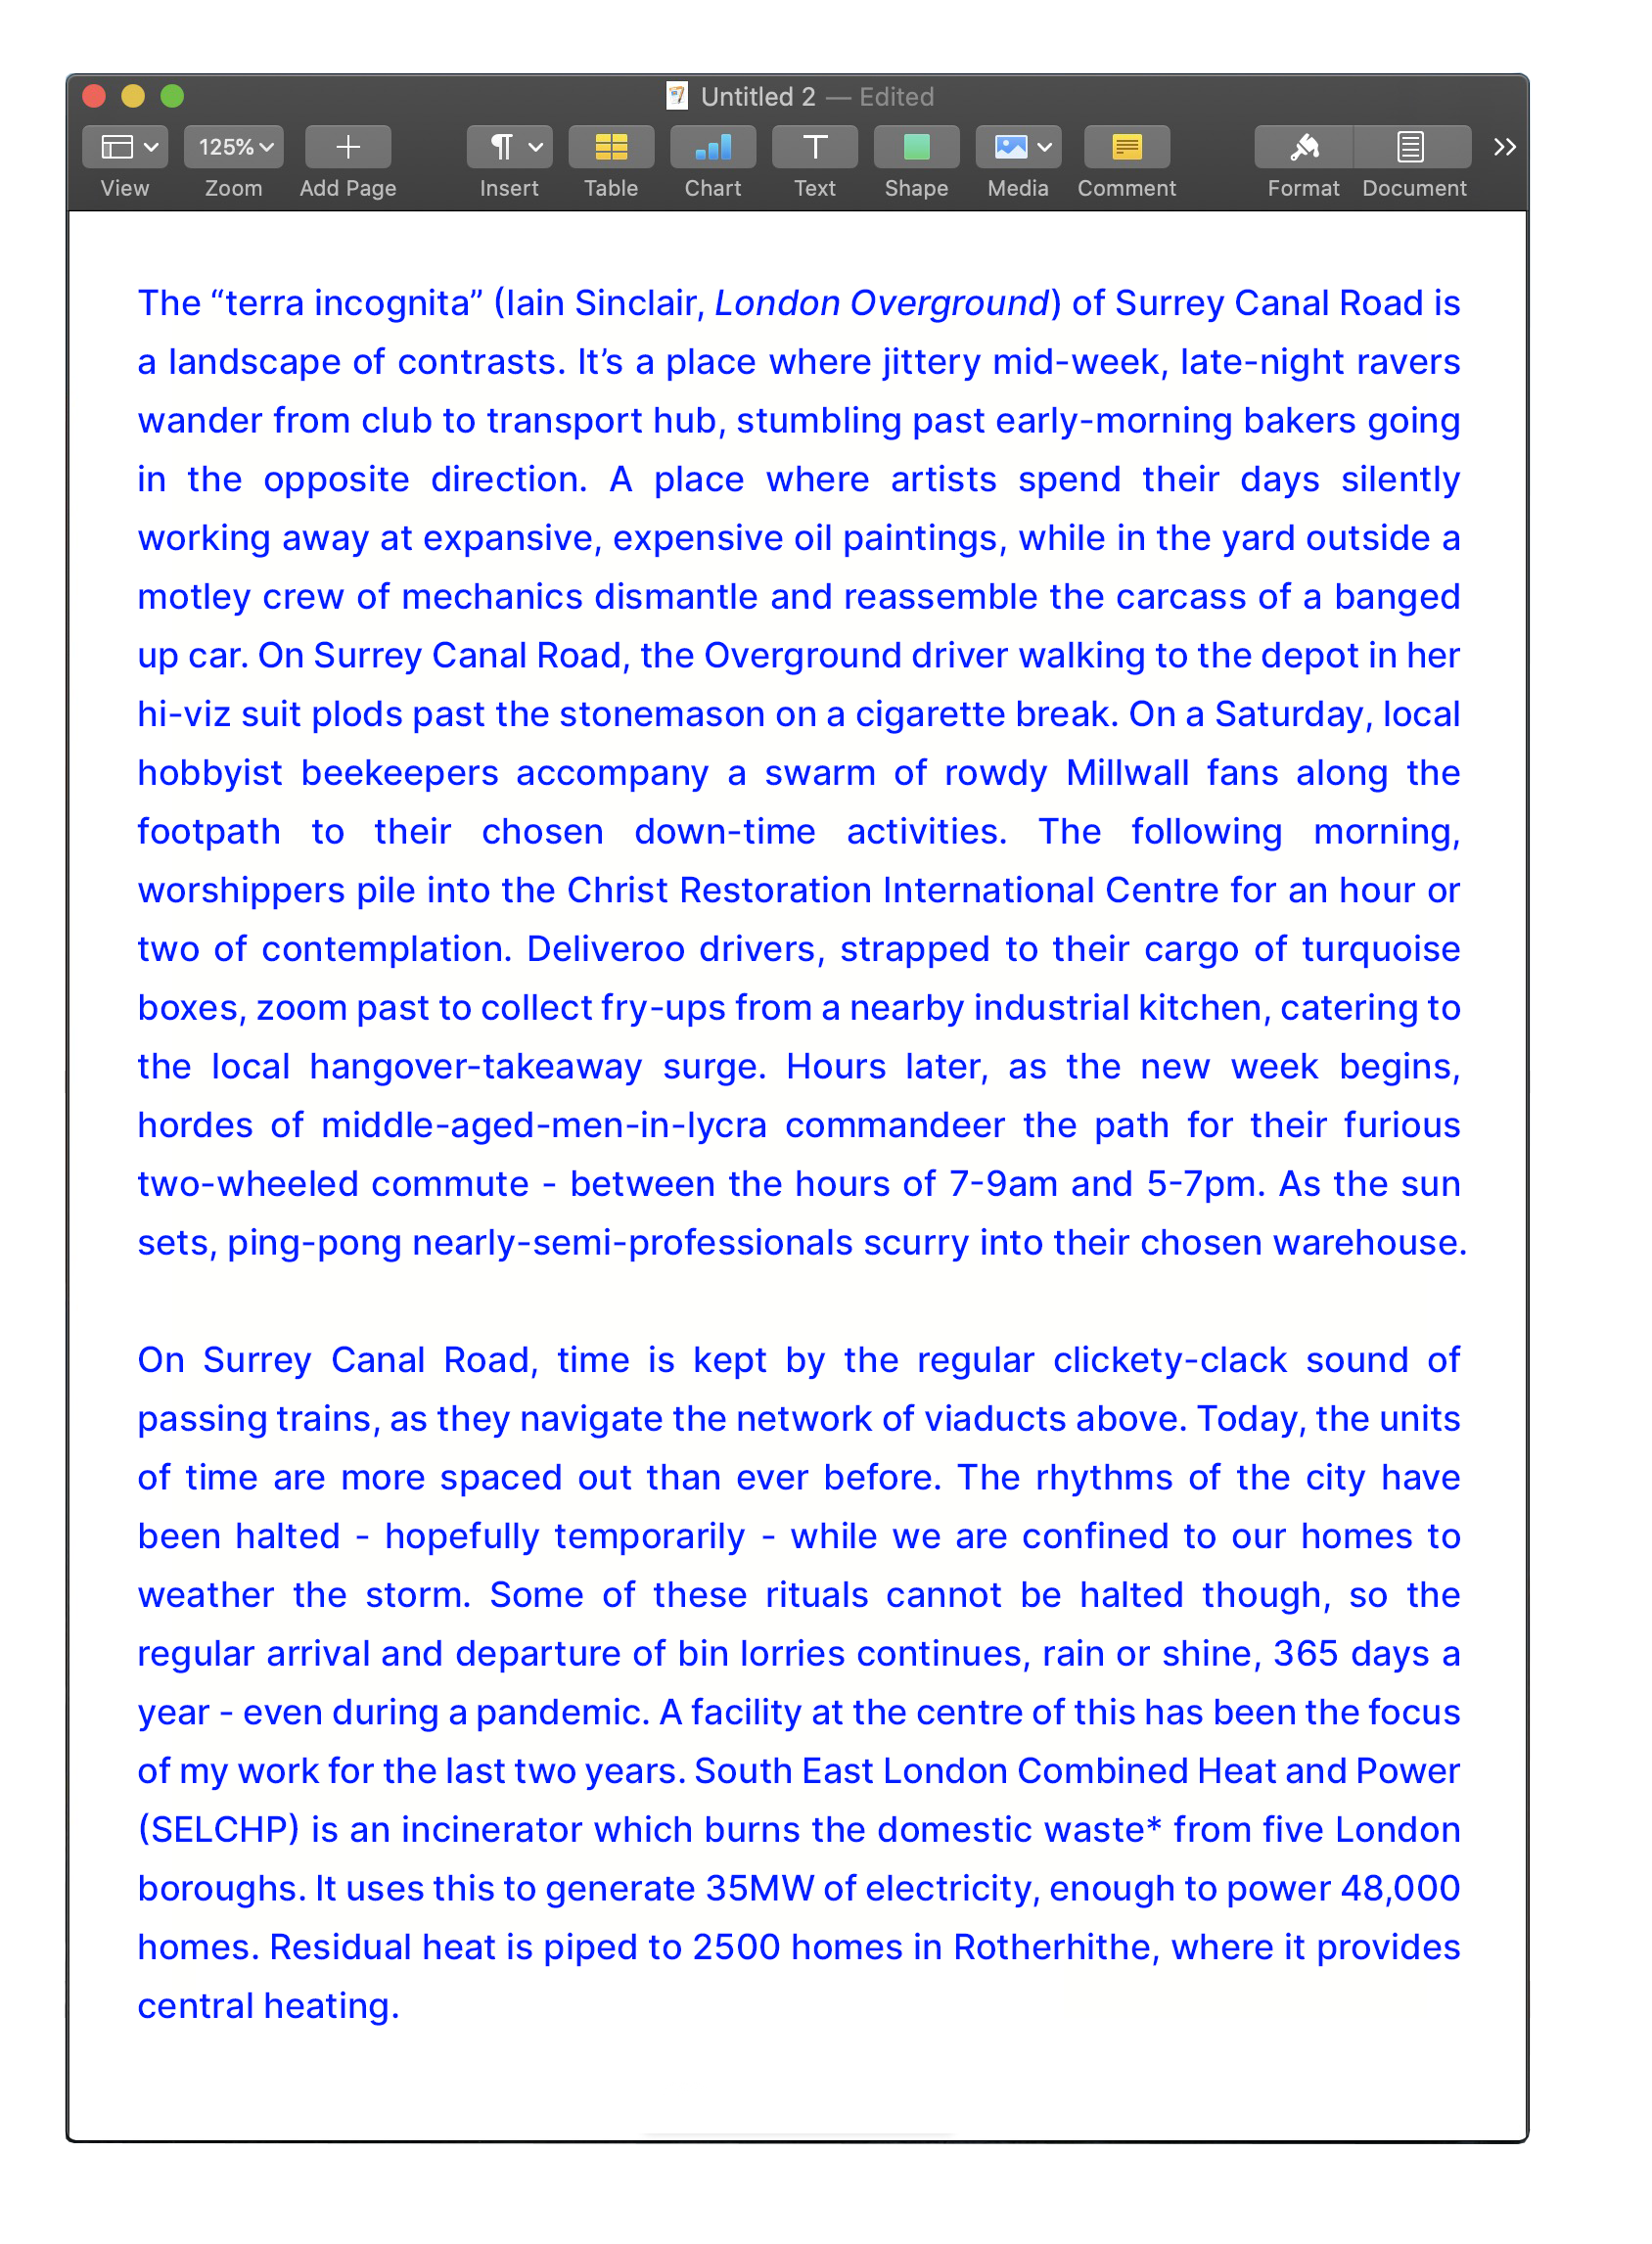 Untitled 2 — Edited
125%
View Zoom Add Page Insert Table Chart Text Shape Media Comment Format Document
The “terra incognita” (Iain Sinclair, London Overground) of Surrey Canal Road is
a landscape of contrasts. It’s a place where jittery mid-week, late-night ravers
wander from club to transport hub, stumbling past early-morning bakers going
in the opposite direction. A place where artists spend their days silently
working away at expansive, expensive oil paintings, while in the yard outside a
motley crew of mechanics dismantle and reassemble the carcass of a banged
up car. On Surrey Canal Road, the Overground driver walking to the depot in her
hi-viz suit plods past the stonemason on a cigarette break. On a Saturday, local
hobbyist beekeepers accompany a swarm of rowdy Millwall fans along the
footpath to their chosen down-time activities. The following morning,
worshippers pile into the Christ Restoration International Centre for an hour or
two of contemplation. Deliveroo drivers, strapped to their cargo of turquoise
boxes, zoom past to collect fry-ups from a nearby industrial kitchen, catering to
the local hangover-takeaway surge. Hours later, as the new week begins,
hordes of middle-aged-men-in-lycra commandeer the path for their furious
two-wheeled commute - between the hours of 7-9am and 5-7pm. As the sun
sets, ping-pong nearly-semi-professionals scurry into their chosen warehouse.
On Surrey Canal Road, time is kept by the regular clickety-clack sound of
passing trains, as they navigate the network of viaducts above. Today, the units
of time are more spaced out than ever before. The rhythms of the city have
been halted - hopefully temporarily - while we are confined to our homes to
weather the storm. Some of these rituals cannot be halted though, so the
regular arrival and departure of bin lorries continues, rain or shine, 365 days a
year - even during a pandemic. A facility at the centre of this has been the focus
of my work for the last two years. South East London Combined Heat and Power
(SELCHP) is an incinerator which burns the domestic waste* from five London
boroughs. It uses this to generate 35MW of electricity, enough to power 48,000
homes. Residual heat is piped to 2500 homes in Rotherhithe, where it provides
central heating.